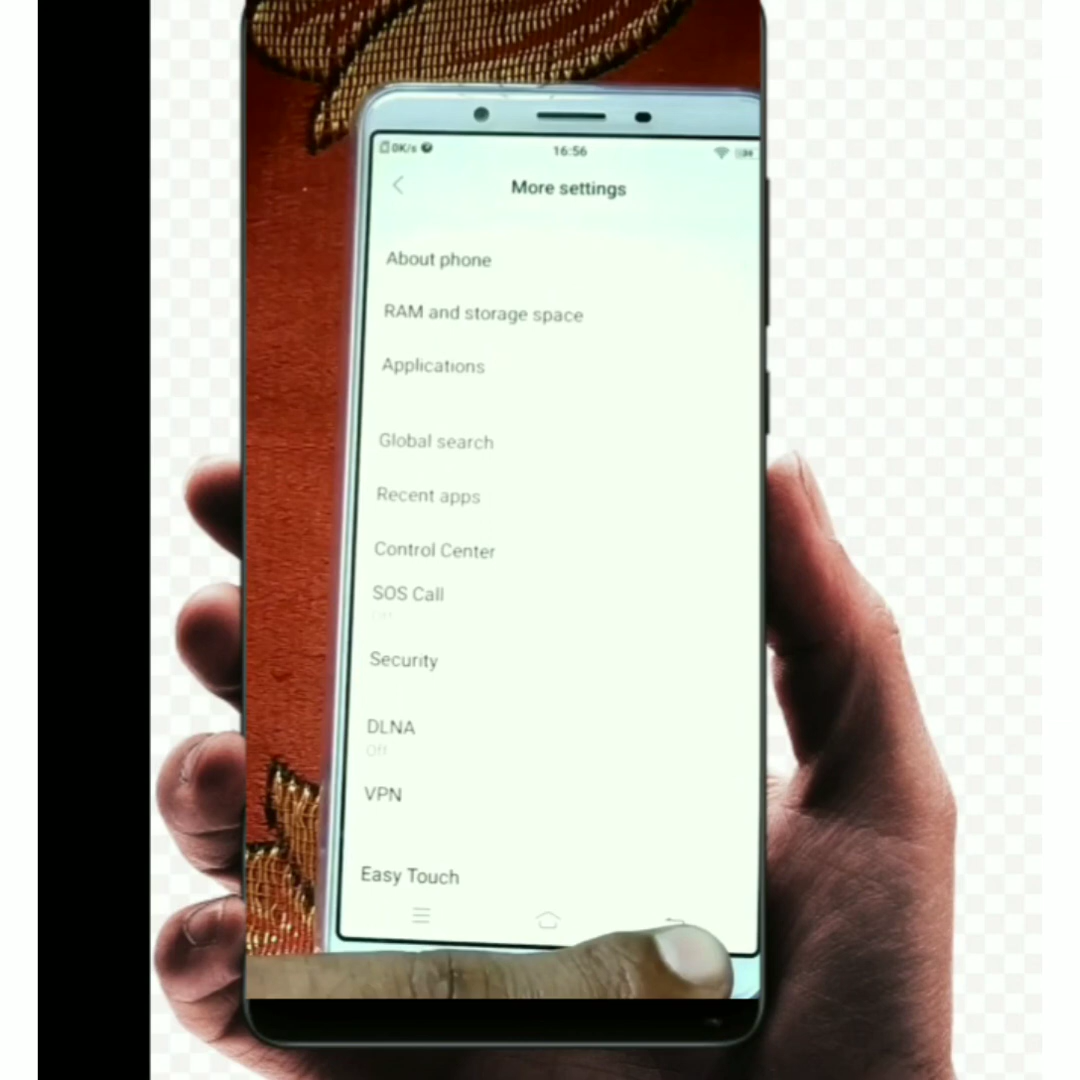 0K/s
16:56
More settings
About phone
RAM and storage space
Applications
Global search
Recent apps
Control Center
SOS Call
Off
Security
DLNA
Off
VPN
Easy Touch